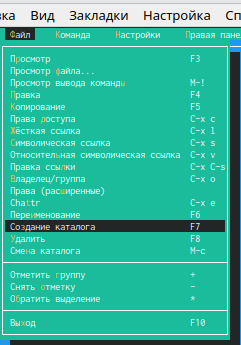 вка Вид Закладки Настройка Сп
Файл Команда Настройки Правая пане
Просмотр F3
Просмотр файла...
Просмотр вывода команды M-!
Правка F4
Копирование F5
Права доступа C-x c
Жёсткая ссылка C-x l
Символическая ссылка C-x s
Относительная символическая ссылка C-x v
Правка ссылки C-x C-s
Владелец/группа C-x o
Права (расширенные)
Chattr C-x e
Переименование F6
Создание каталога F7
Удалить F8
Смена каталога M-c
Отметить группу +
Снять отметку -
Обратить выделение *
Выход F10